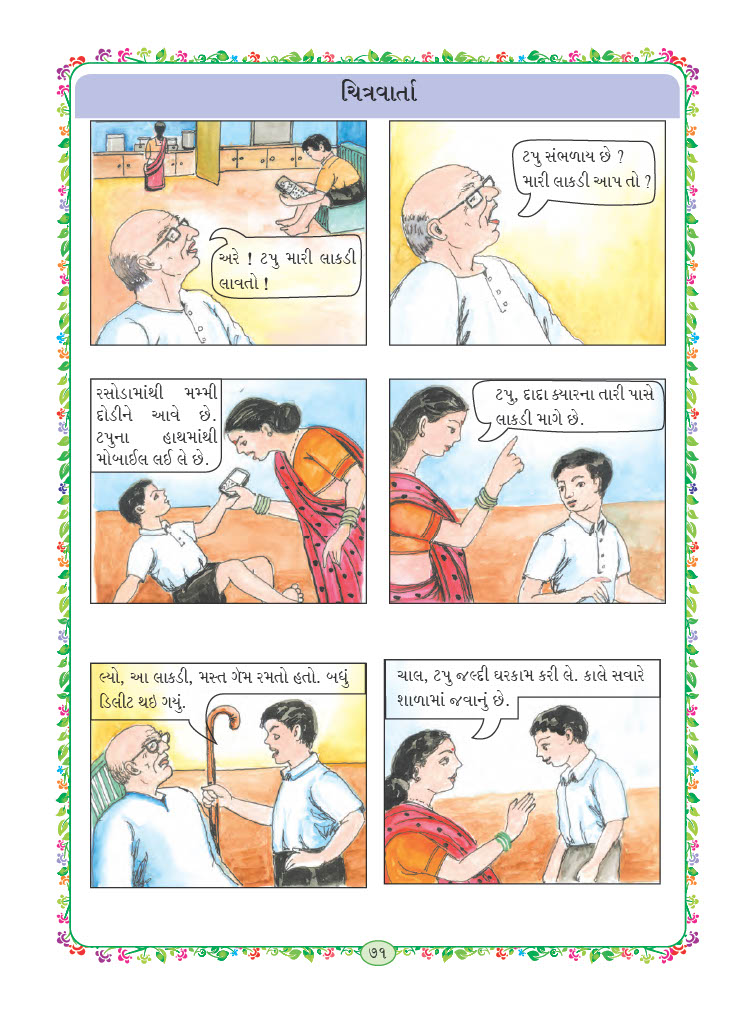 ચિત્રવાર્તા
અરે ! ટપુ મારી લાકડી
લાવતો !
ટપુ સંભળાય છે ?
મારી લાકડી આપ તો ?
રસોડામાંથી મમ્મી
દોડીને આવે છે.
ટપુના હાથમાંથી
મોબાઈલ લઈ લે છે.
ટપુ, દાદા ક્યારના તારી પાસે
લાકડી માગે છે.
લ્યો, આ લાકડી, મસ્ત ગેમ રમતો હતો. બધું
ડિલીટ થઇ ગયું.
ચાલ, ટપુ જલ્દી ઘરકામ કરી લે. કાલે સવારે
શાળામાં જવાનું છે.
૭૧